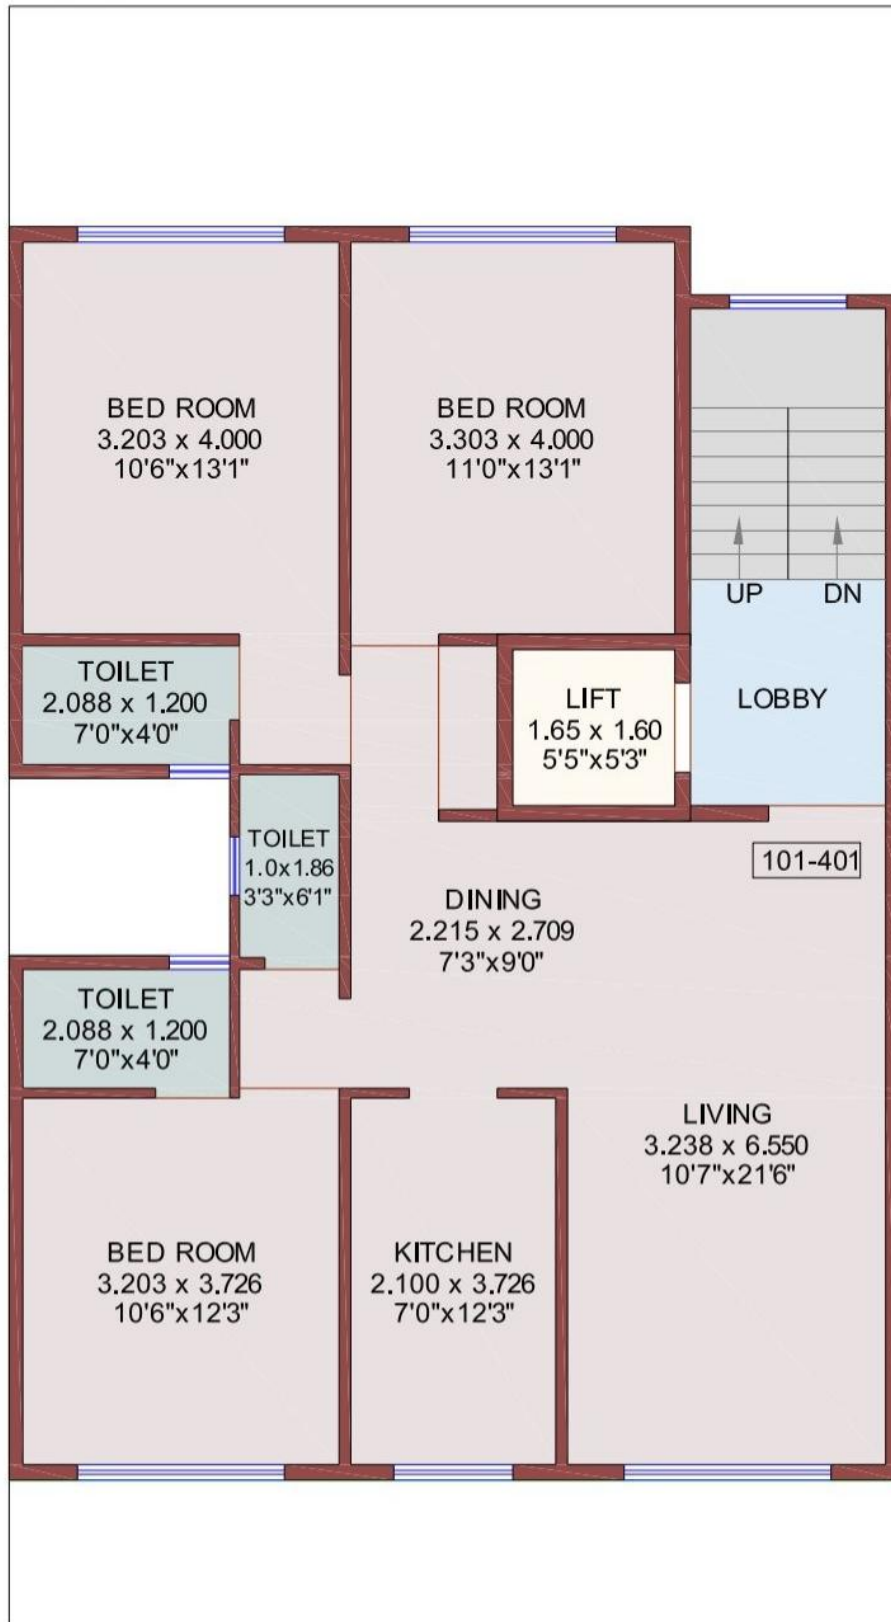 BED ROOM
3.203 x 4.000
10'6"x13'1"
BED ROOM
3.303 x 4.000
11'0"x13'1"
UP
DN
TOILET
2.088 x 1.200
7'0"x4'0"
LIFT
1.65 x 1.60
5'5"x5'3"
LOBBY
TOILET
1.0x1.86
3'3"x6'1"
101-401
DINING
2.215 x 2.709
7'3"x9'0"
TOILET
2.088 x 1.200
7'0"x4'0"
LIVING
3.238 x 6.550
10'7"x21'6"
BED ROOM
3.203 x 3.726
10'6"x12'3"
KITCHEN
2.100 x 3.726
7'0"x12'3"